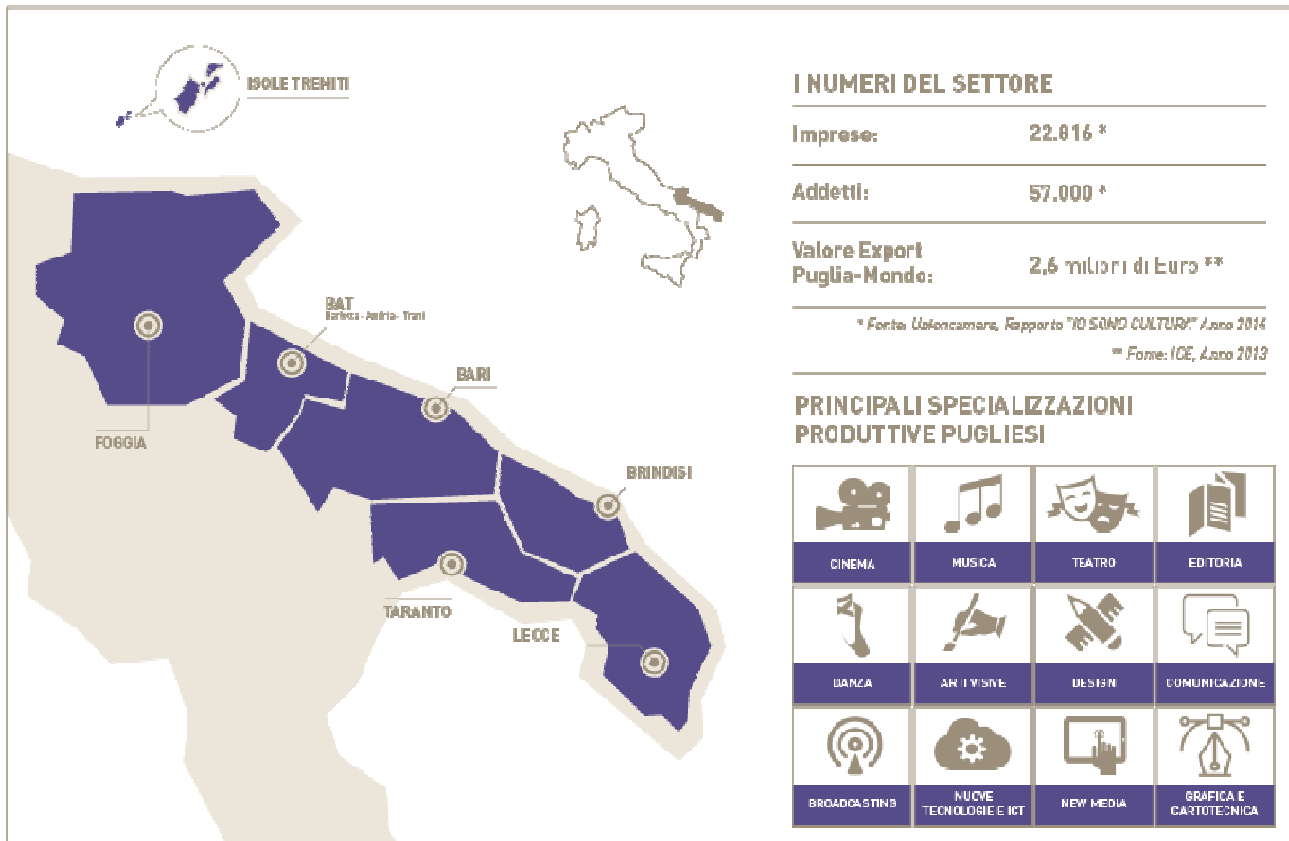 ISOLE TREMITI
BAT
Barletta - Andria - Trani
BARI
FOGGIA
BRINDISI
TARANTO
LECCE
I NUMERI DEL SETTORE
Imprese: 22.816 *
Addetti: 57.000 *
Valore Export
Puglia-Mondo: 2,6 milioni di Euro **
* Fonte: Unioncamere, Rapporto "IO SONO CULTURA" Anno 2014
** Fonte: ICE, Anno 2013
PRINCIPALI SPECIALIZZAZIONI
PRODUTTIVE PUGLIESI
CINEMA
MUSICA
TEATRO
EDITORIA
DANZA
ARTI VISIVE
DESIGN
COMUNICAZIONE
BROADCASTING
NUOVE
TECNOLOGIE E ICT
NEW MEDIA
GRAFICA E
CARTOTECNICA